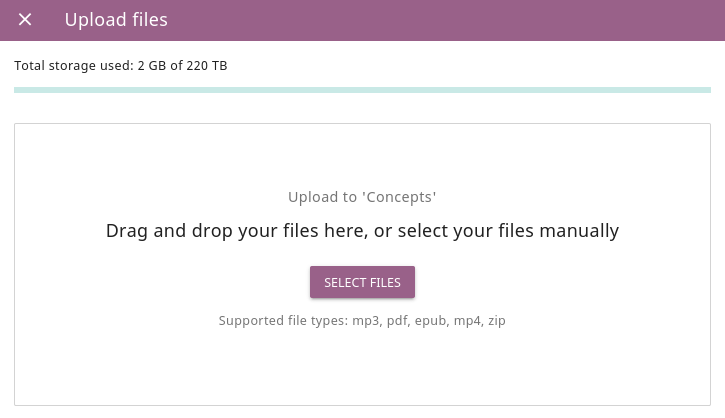 Upload files
Total storage used: 2 GB of 220 TB
Upload to 'Concepts'
Drag and drop your files here, or select your files manually
SELECT FILES
Supported file types: mp3, pdf, epub, mp4, zip